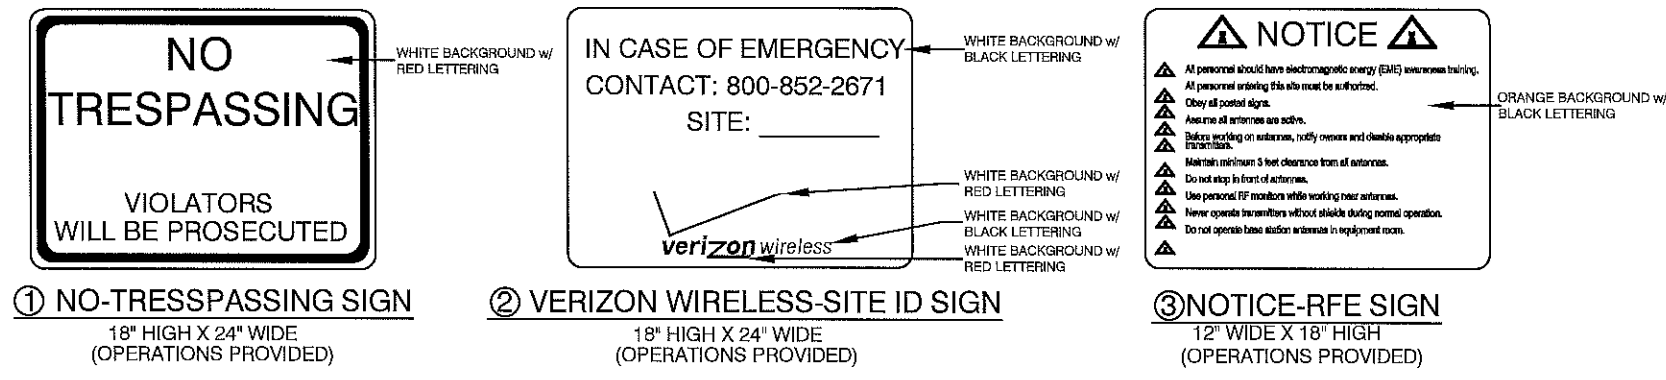 NO
TRESPASSING
VIOLATORS
WILL BE PROSECUTED
WHITE BACKGROUND w/
RED LETTERING
① NO-TRESSPASSING SIGN
18" HIGH X 24" WIDE
(OPERATIONS PROVIDED)
IN CASE OF EMERGENCY
CONTACT: 800-852-2671
SITE: ________
verizon wireless
WHITE BACKGROUND w/
BLACK LETTERING
WHITE BACKGROUND w/
RED LETTERING
WHITE BACKGROUND w/
BLACK LETTERING
WHITE BACKGROUND w/
RED LETTERING
② VERIZON WIRELESS-SITE ID SIGN
18" HIGH X 24" WIDE
(OPERATIONS PROVIDED)
NOTICE
All personnel should have electromagnetic energy (EME) awareness training.
All personnel entering this site must be authorized.
Obey all posted signs.
Assume all antennas are active.
Before working on antennas, notify owners and disable appropriate
transmitters.
Maintain minimum 3 feet clearance from all antennas.
Do not stop in front of antennas.
Use personal RF monitors while working near antennas.
Never operate transmitters without shields during normal operation.
Do not operate base station antennas in equipment room.
ORANGE BACKGROUND w/
BLACK LETTERING
③NOTICE-RFE SIGN
12" WIDE X 18" HIGH
(OPERATIONS PROVIDED)